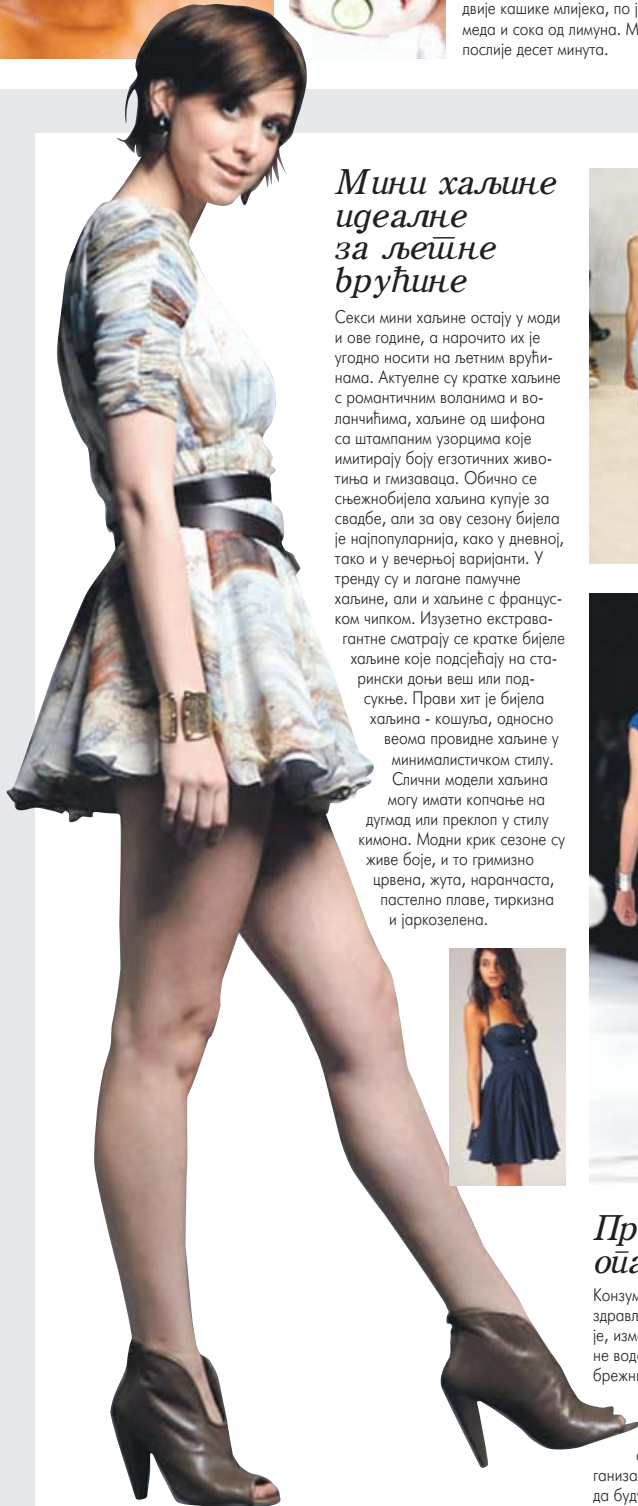 двије кашике млијека, по ј
меда и сока од лимуна. М
послије десет минута.
Мини хаљине
идеалне
за љетне
врућине
Секси мини хаљине остају у моди
и ове године, а нарочито их је
угодно носити на љетним врући-
нама. Актуелне су кратке хаљине
с романтичним воланима и во-
ланчићима, хаљине од шифона
са штампаним узорцима које
имитирају боју егзотичних живо-
тиња и гмизаваца. Обично се
сњежнобијела хаљина купује за
свадбе, али за ову сезону бијела
је најпопуларнија, како у дневној,
тако и у вечерњој варијанти. У
тренду су и лагане памучне
хаљине, али и хаљине с францус-
ком чипком. Изузетно екстрава-
гантне сматрају се кратке бијеле
хаљине које подсјећају на ста-
рински доњи веш или под-
сукње. Прави хит је бијела
хаљина - кошуља, односно
веома провидне хаљине у
минималистичком стилу.
Слични модели хаљина
могу имати копчање на
дугмад или преклоп у стилу
кимона. Модни крик сезоне су
живе боје, и то гримизно
црвена, жута, наранчаста,
пастелно плаве, тиркизна
и јаркозелена.
Пр
опа
Конзум
здрављ
је, изм
не вод
брежни
ганиза
да буд